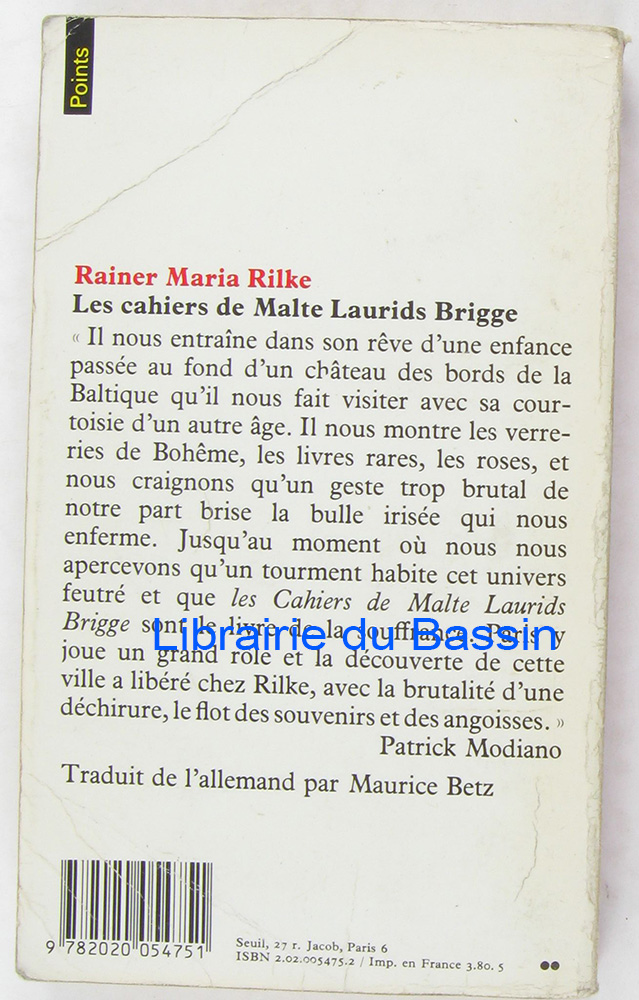 Points
Rainer Maria Rilke
Les cahiers de Malte Laurids Brigge
« Il nous entraîne dans son rêve d'une enfance
passée au fond d'un château des bords de la
Baltique qu'il nous fait visiter avec sa cour-
toisie d'un autre âge. Il nous montre les verre-
ries de Bohême, les livres rares, les roses, et
nous craignons qu'un geste trop brutal de
notre part brise la bulle irisée qui nous
enferme. Jusqu'au moment où nous nous
apercevons qu'un tourment habite cet univers
feutré et que les Cahiers de Malte Laurids
Brigge sont le livre de la souffrance. Paris y
Librairie du Bassin
joue un grand rôle et la découverte de cette
ville a libéré chez Rilke, avec la brutalité d'une
déchirure, le flot des souvenirs et des angoisses. »
Patrick Modiano
Traduit de l'allemand par Maurice Betz
9 782020 054751
Seuil, 27 r. Jacob, Paris 6
ISBN 2.02.005475.2 / Imp. en France 3.80.5